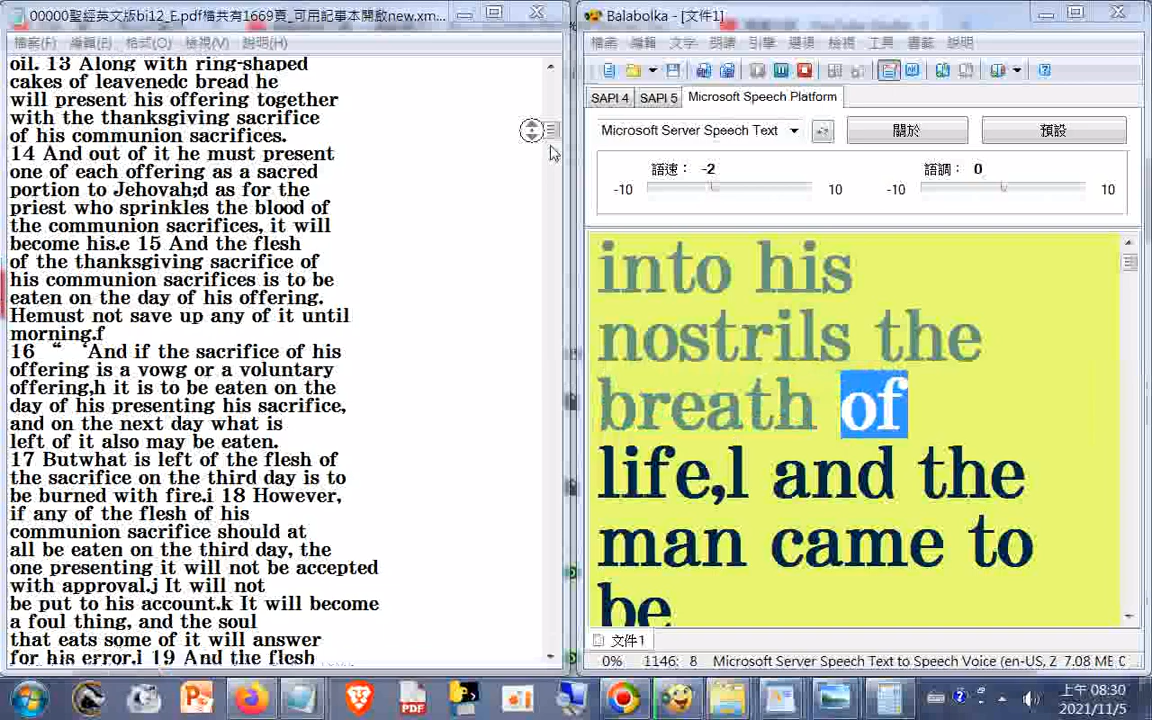 00000聖經英文版bi12_E.pdf檔共有1669頁_可用記事本開啟new.xm...
檔案(F) 編輯(E) 格式(O) 檢視(V) 說明(H)
oil. 13 Along with ring-shaped
cakes of leavenedc bread he
will present his offering together
with the thanksgiving sacrifice
of his communion sacrifices.
14 And out of it he must present
one of each offering as a sacred
portion to Jehovah;d as for the
priest who sprinkles the blood of
the communion sacrifices, it will
become his.e 15 And the flesh
of the thanksgiving sacrifice of
his communion sacrifices is to be
eaten on the day of his offering.
Hemust not save up any of it until
morning.f
16 “ ‘And if the sacrifice of his
offering is a vowg or a voluntary
offering,h it is to be eaten on the
day of his presenting his sacrifice,
and on the next day what is
left of it also may be eaten.
17 Butwhat is left of the flesh of
the sacrifice on the third day is to
be burned with fire.i 18 However,
if any of the flesh of his
communion sacrifice should at
all be eaten on the third day, the
one presenting it will not be accepted
with approval.j It will not
be put to his account.k It will become
a foul thing, and the soul
that eats some of it will answer
for his error.l 19 And the flesh
Balabolka - [文件1]
檔案 編輯 文字 朗讀 引擎 選項 檢視 工具 書籤 說明
SAPI 4 SAPI 5 Microsoft Speech Platform
Microsoft Server Speech Text 關於 預設
語速： -2 語調： 0
-10 10 -10 10
into his
nostrils the
breath of
life,l and the
man came to
be
文件1
0% 1146: 8 Microsoft Server Speech Text to Speech Voice (en-US, Z 7.08 ME
PDF
上午 08:30
2021/11/5